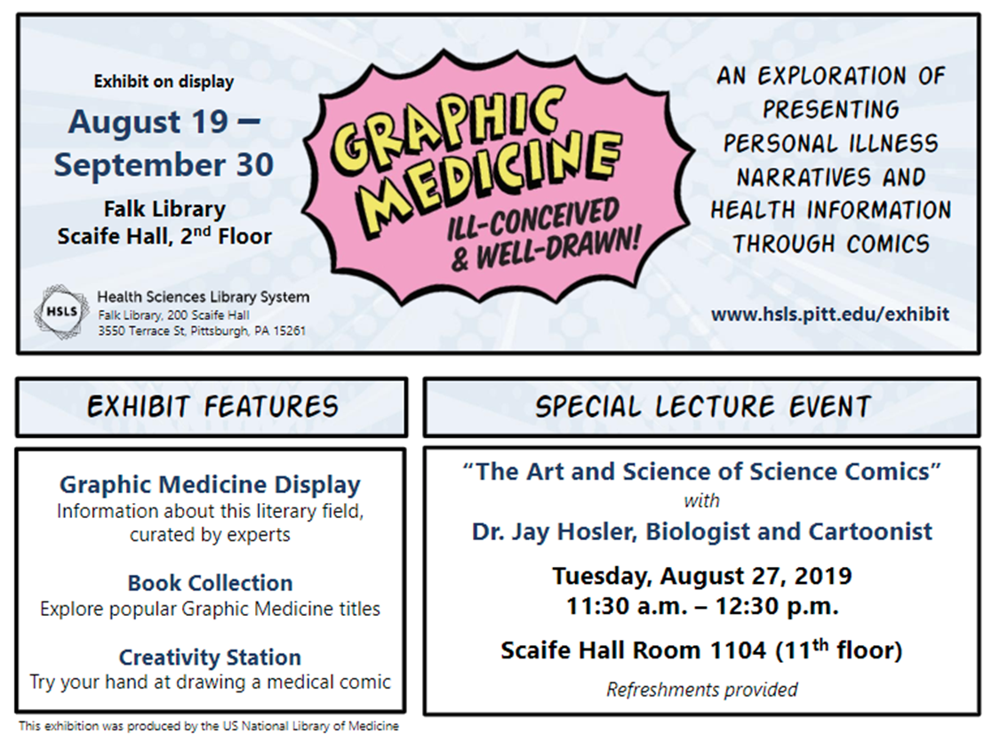 Exhibit on display
August 19 –
September 30
Falk Library
Scaife Hall, 2nd Floor
HSLS
Health Sciences Library System
Falk Library, 200 Scaife Hall
3550 Terrace St, Pittsburgh, PA 15261
GRAPHIC
MEDICINE
ILL-CONCEIVED
& WELL-DRAWN!
AN EXPLORATION OF
PRESENTING
PERSONAL ILLNESS
NARRATIVES AND
HEALTH INFORMATION
THROUGH COMICS
www.hsls.pitt.edu/exhibit
EXHIBIT FEATURES
Graphic Medicine Display
Information about this literary field,
curated by experts
Book Collection
Explore popular Graphic Medicine titles
Creativity Station
Try your hand at drawing a medical comic
This exhibition was produced by the US National Library of Medicine
SPECIAL LECTURE EVENT
“The Art and Science of Science Comics”
with
Dr. Jay Hosler, Biologist and Cartoonist
Tuesday, August 27, 2019
11:30 a.m. – 12:30 p.m.
Scaife Hall Room 1104 (11th floor)
Refreshments provided